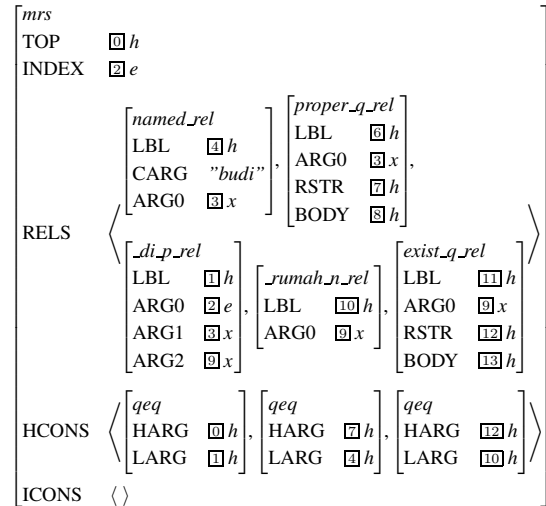 mrs
TOP 0 h
INDEX 2 e
named_rel proper_q_rel
LBL 4 h , LBL 6 h ,
CARG "budi" ARG0 3 x
ARG0 3 x RSTR 7 h
BODY 8 h
RELS ⟨ ⟩
_di_p_rel _rumah_n_rel exist_q_rel
LBL 1 h , LBL 10 h , LBL 11 h
ARG0 2 e ARG0 9 x ARG0 9 x
ARG1 3 x RSTR 12 h
ARG2 9 x BODY 13 h
qeq qeq qeq
HCONS ⟨ HARG 0 h , HARG 7 h , HARG 12 h ⟩
LARG 1 h LARG 4 h LARG 10 h
ICONS ⟨ ⟩